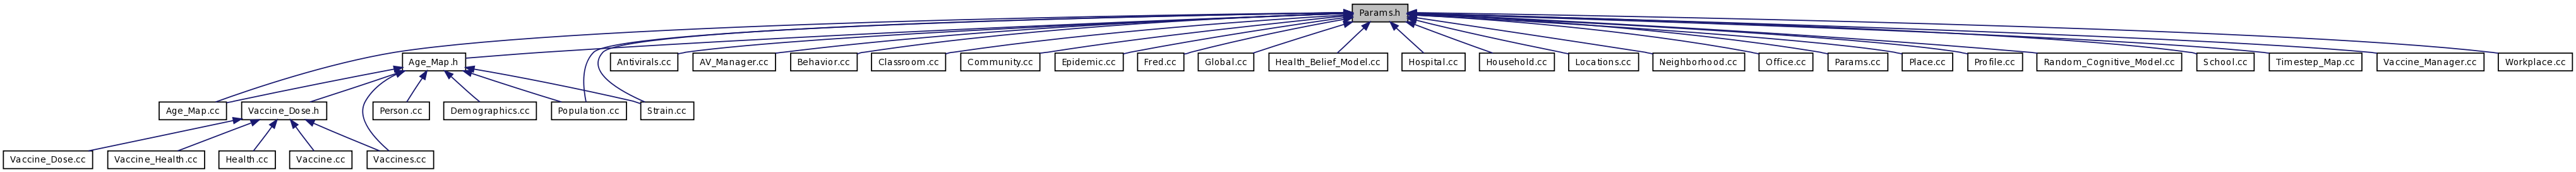 Params.h
Age_Map.h
Antivirals.cc
AV_Manager.cc
Behavior.cc
Classroom.cc
Community.cc
Epidemic.cc
Fred.cc
Global.cc
Health_Belief_Model.cc
Hospital.cc
Household.cc
Locations.cc
Neighborhood.cc
Office.cc
Params.cc
Place.cc
Profile.cc
Random_Cognitive_Model.cc
School.cc
Timestep_Map.cc
Vaccine_Manager.cc
Workplace.cc
Age_Map.cc
Vaccine_Dose.h
Person.cc
Demographics.cc
Population.cc
Strain.cc
Vaccine_Dose.cc
Vaccine_Health.cc
Health.cc
Vaccine.cc
Vaccines.cc